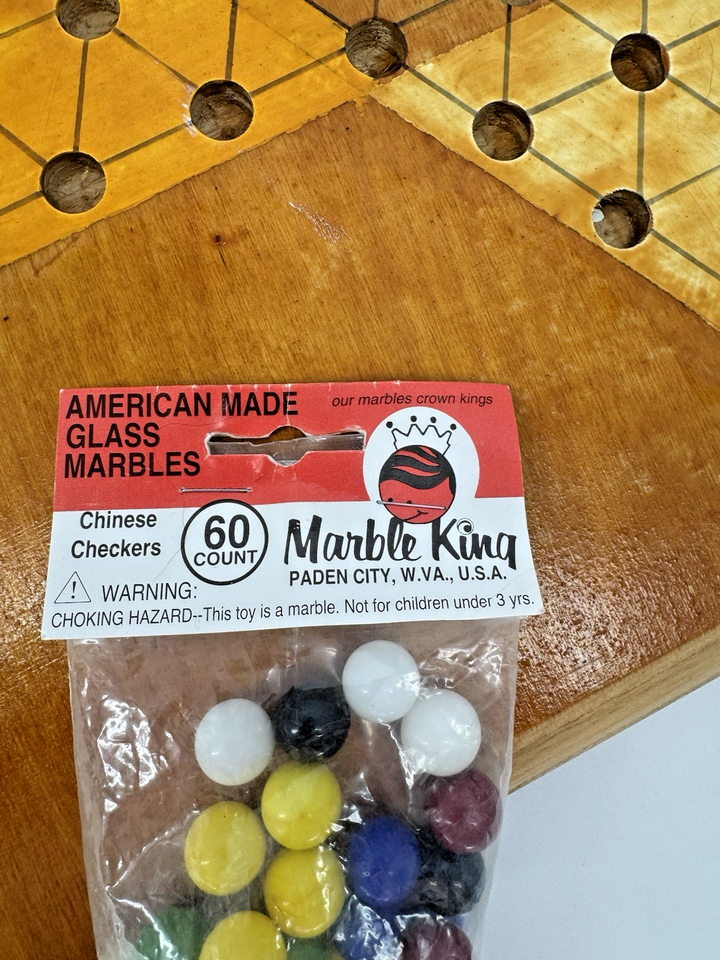 AMERICAN MADE
GLASS
MARBLES
our marbles crown kings
Chinese
Checkers
60
COUNT
Marble King
PADEN CITY, W.VA., U.S.A.
WARNING:
CHOKING HAZARD--This toy is a marble. Not for children under 3 yrs.